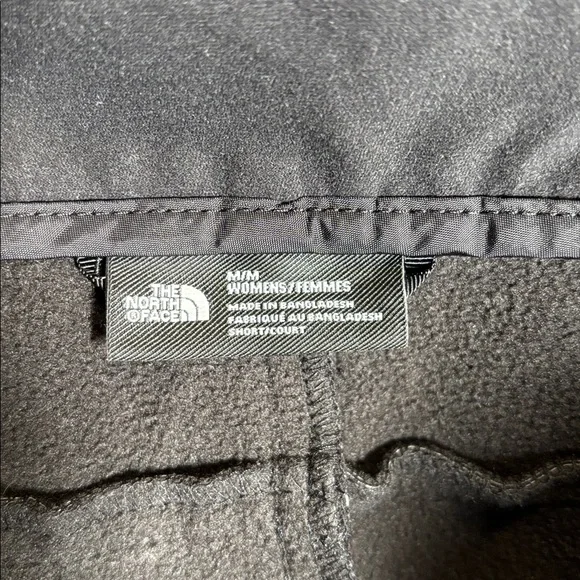 THE
NORTH
FACE
M/M
WOMENS/FEMMES
MADE IN BANGLADESH
FABRIQUÉ AU BANGLADESH
SHORT/COURT